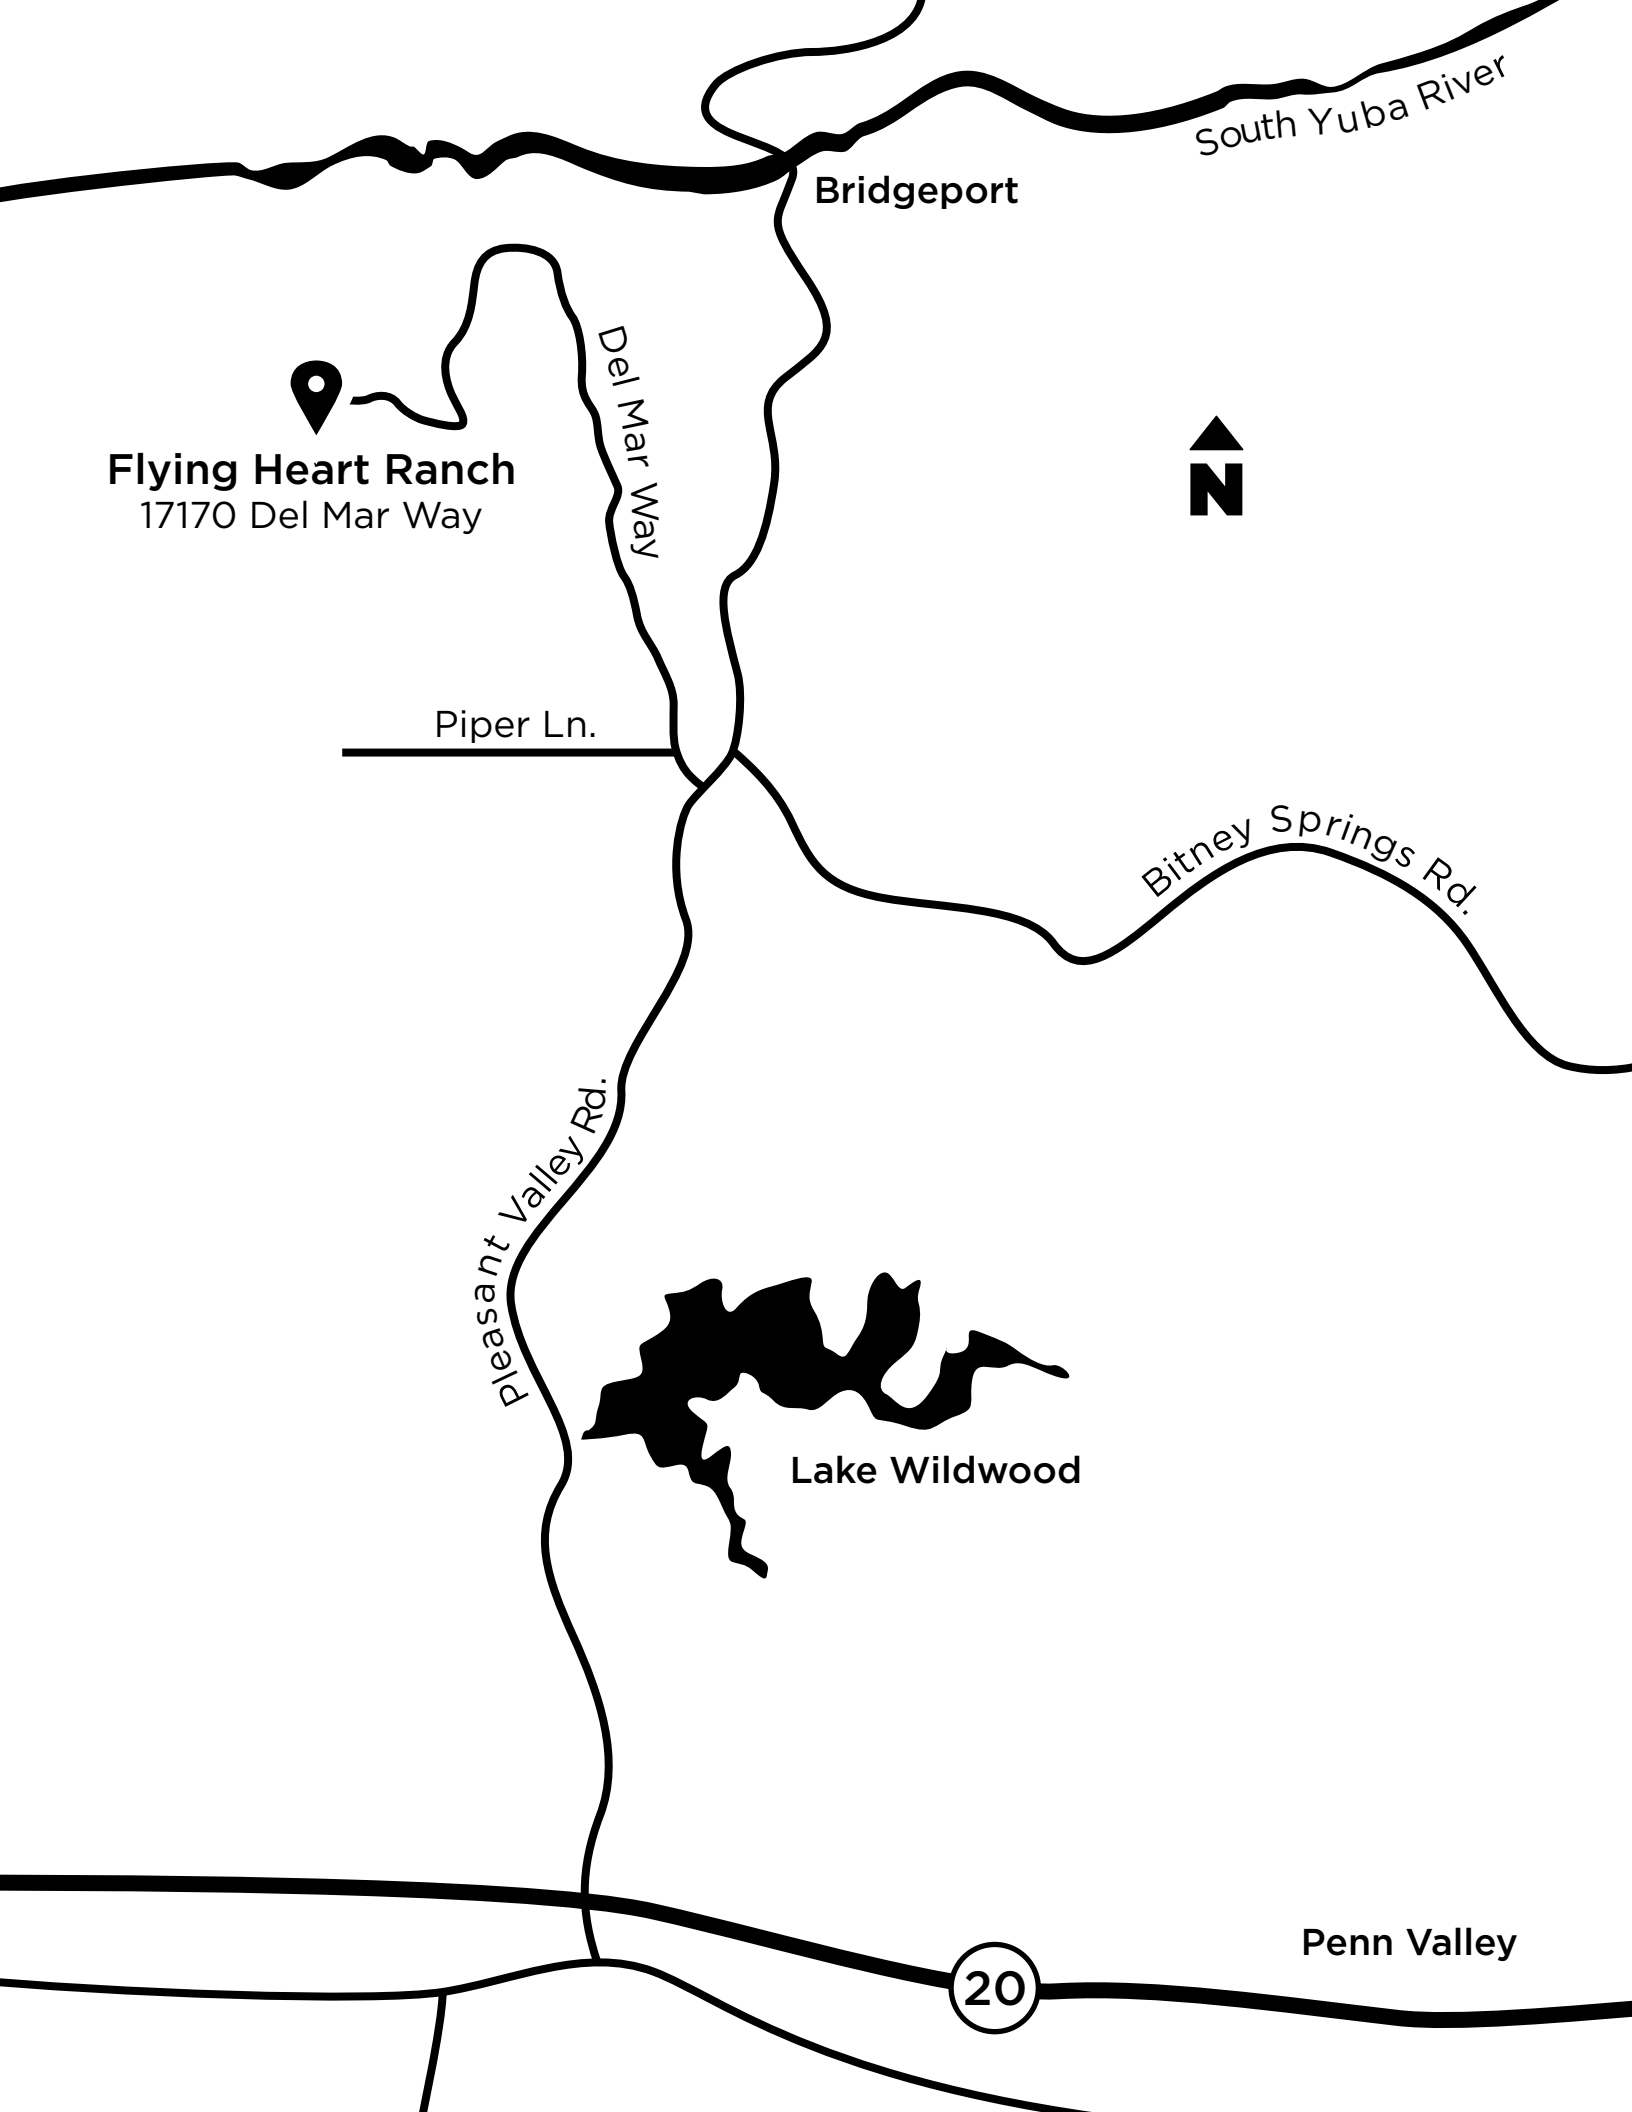 South Yuba River
Bridgeport
Del Mar Way
Flying Heart Ranch
17170 Del Mar Way
N
Piper Ln.
Bitney Springs Rd.
Pleasant Valley Rd.
Lake Wildwood
Penn Valley
20